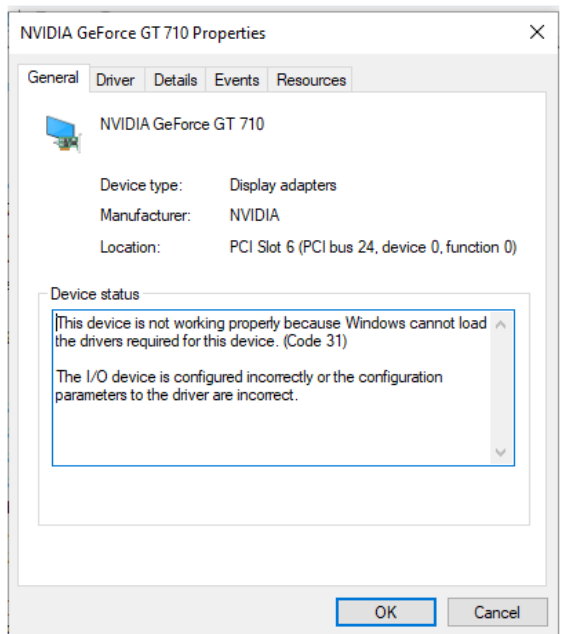 NVIDIA GeForce GT 710 Properties
General Driver Details Events Resources
NVIDIA GeForce GT 710
Device type: Display adapters
Manufacturer: NVIDIA
Location: PCI Slot 6 (PCI bus 24, device 0, function 0)
Device status
This device is not working properly because Windows cannot load
the drivers required for this device. (Code 31)
The I/O device is configured incorrectly or the configuration
parameters to the driver are incorrect.
OK Cancel